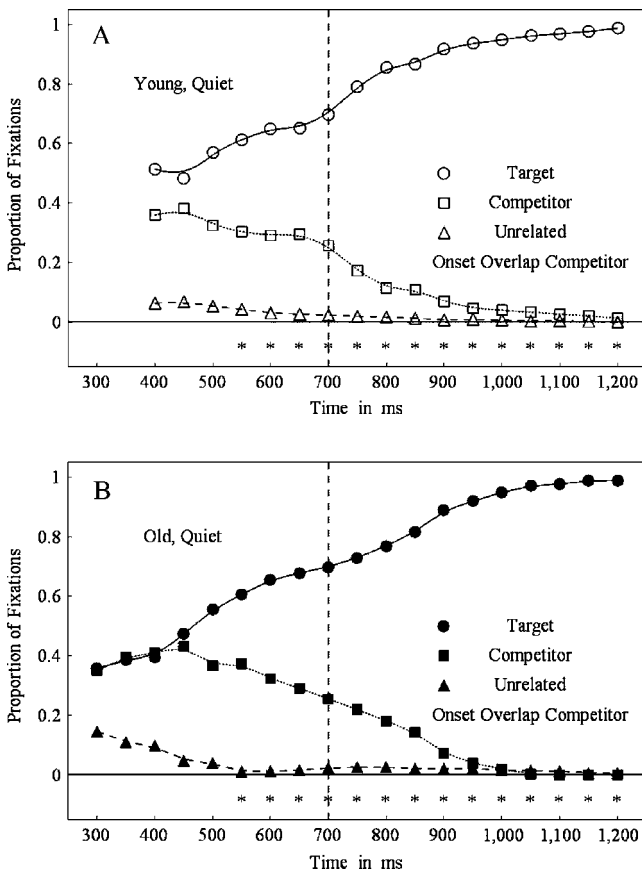 A
Young, Quiet
Proportion of Fixations
1
0.8
0.6
0.4
0.2
0
Target
Competitor
Unrelated
Onset Overlap Competitor
* * * * * * * * * * * * * *
300 400 500 600 700 800 900 1,000 1,100 1,200
Time in ms
B
Old, Quiet
Proportion of Fixations
1
0.8
0.6
0.4
0.2
0
Target
Competitor
Unrelated
Onset Overlap Competitor
* * * * * * * * * * * * * *
300 400 500 600 700 800 900 1,000 1,100 1,200
Time in ms